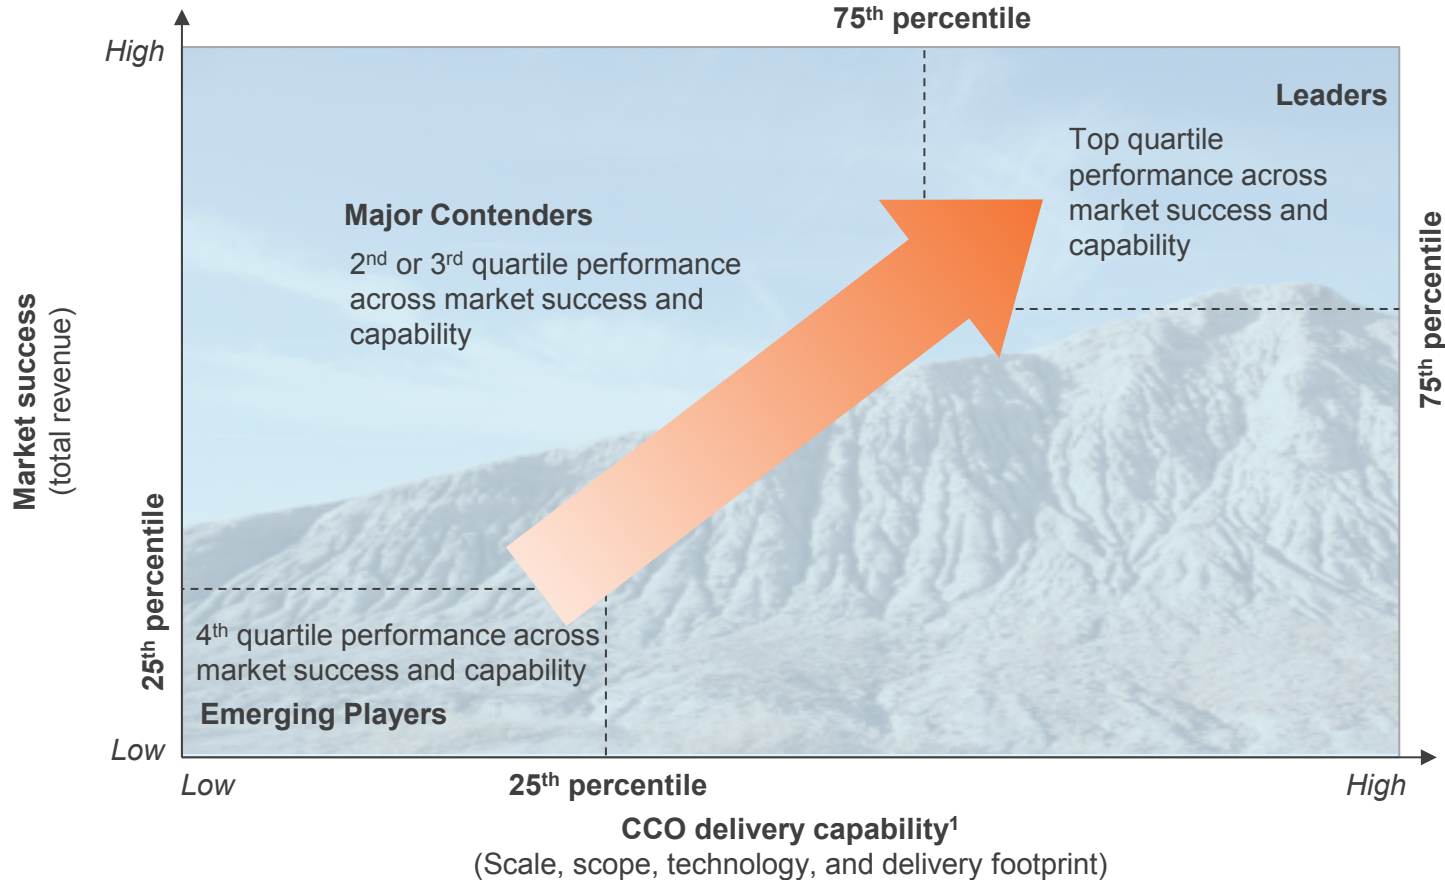 75th percentile
High
Leaders
Top quartile
performance across
market success and
capability
Major Contenders
2nd or 3rd quartile performance
across market success and
capability
Market success
(total revenue)
75th percentile
25th percentile
4th quartile performance across
market success and capability
Emerging Players
Low
Low
25th percentile
High
CCO delivery capability1
(Scale, scope, technology, and delivery footprint)